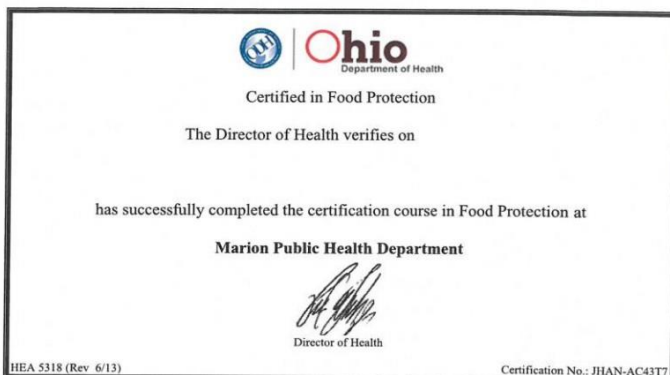 ODH
Ohio
Department of Health
Certified in Food Protection
The Director of Health verifies on
has successfully completed the certification course in Food Protection at
Marion Public Health Department
Director of Health
HEA 5318 (Rev 6/13)
Certification No.: JHAN-AC43T7